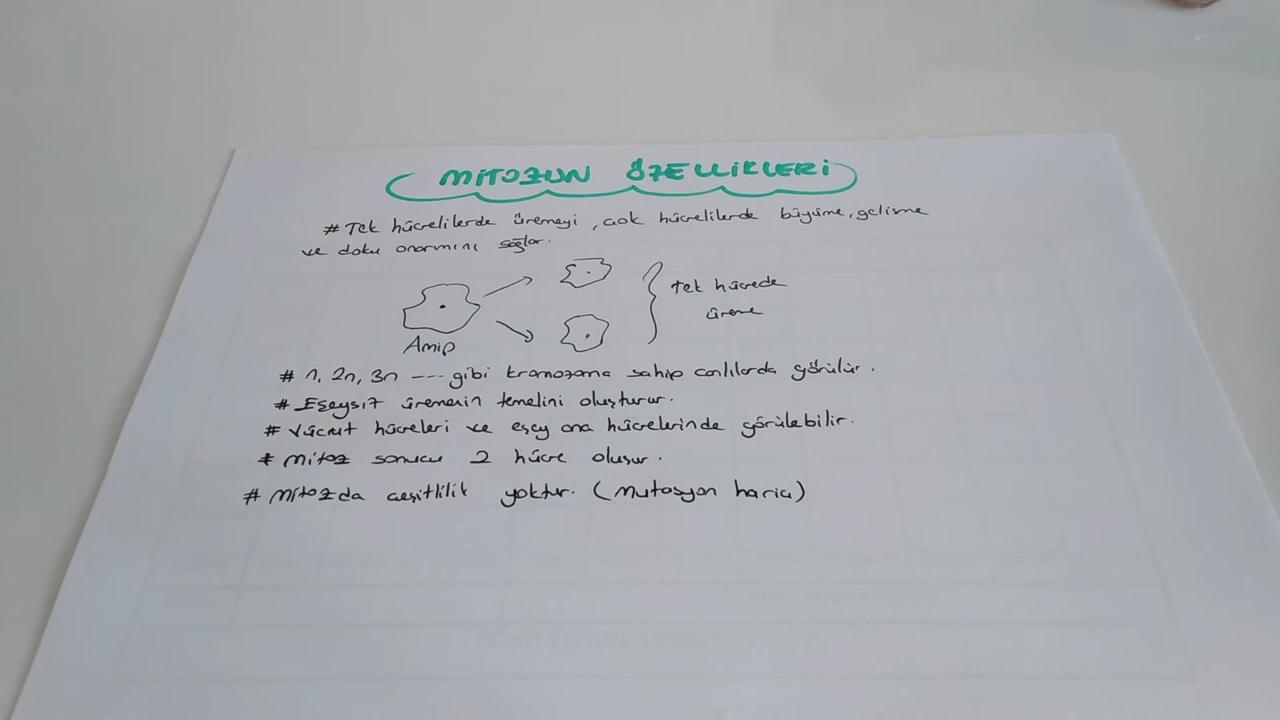 MİTOZUN ÖZELLİKLERİ
# Tek hücrelilerde üremeyi, çok hücrelilerde büyüme, gelişme
ve doku onarımını sağlar.
Tek hücrede
üreme
Amip
# n, 2n, 3n --- gibi kromozoma sahip canlılarda görülür.
# Eşeysiz üremenin temelini oluşturur.
# Vücut hücreleri ve eşey ana hücrelerinde görülebilir.
* Mitoz sonucu 2 hücre oluşur.
# Mitozda çeşitlilik yoktur. (Mutasyon hariç)